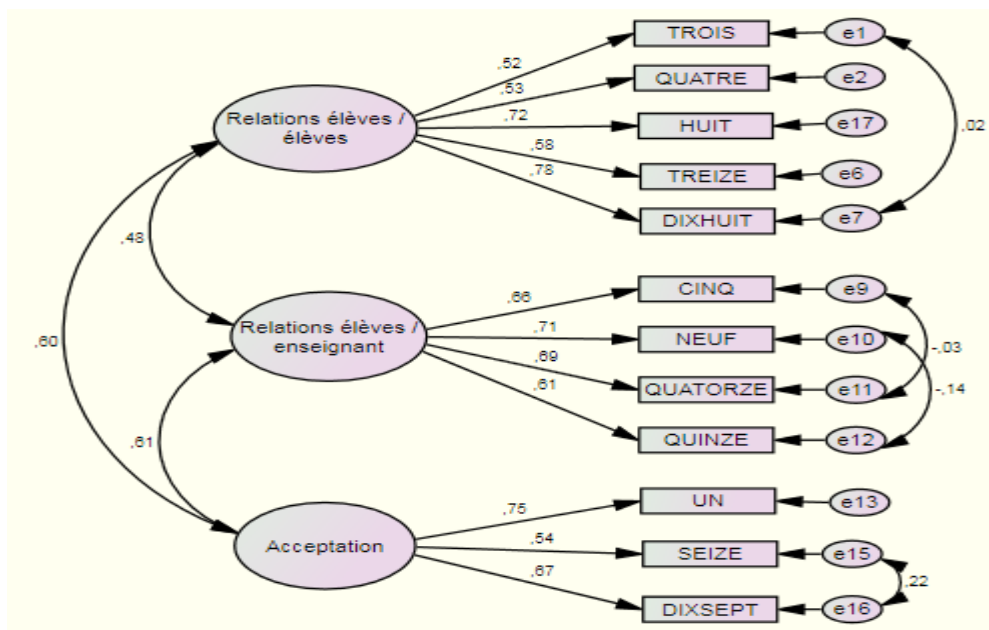 TROIS
e1
,52
QUATRE
e2
,53
Relations élèves /
élèves
,72
HUIT
e17
,02
,58
TREIZE
e6
,78
DIXHUIT
e7
,48
CINQ
e9
,66
Relations élèves /
enseignant
,71
NEUF
e10
-,03
,60
,69
QUATORZE
e11
-,14
,61
QUINZE
e12
,61
UN
e13
,75
Acceptation
,54
SEIZE
e15
,22
,67
DIXSEPT
e16